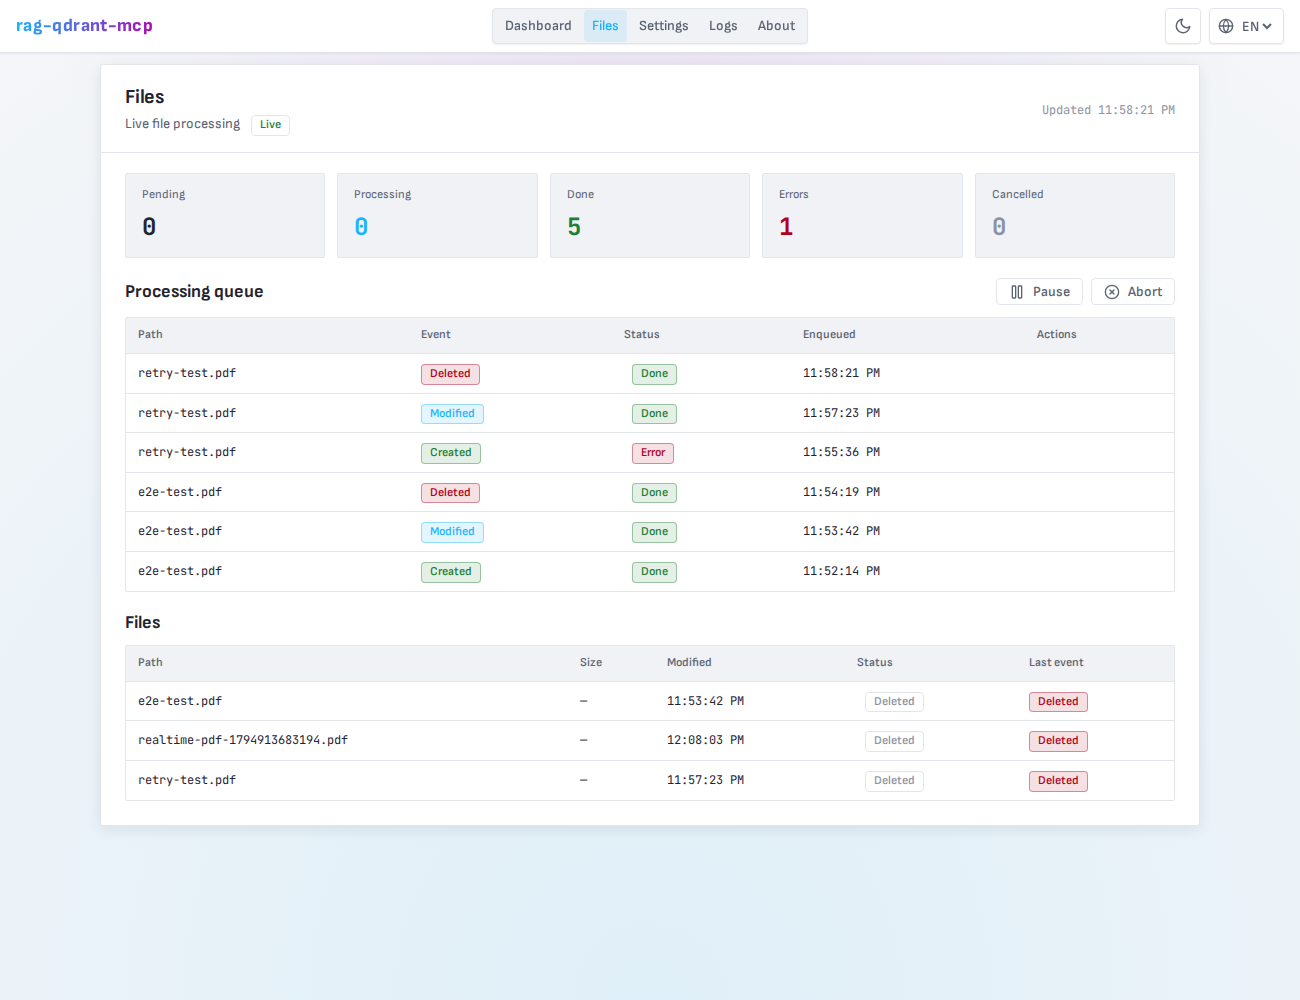 rag-qdrant-mcp Dashboard Files Settings Logs About EN
Files
Live file processing Live
Updated 11:58:21 PM
Pending Processing Done Errors Cancelled
0 0 5 1 0
Processing queue Pause Abort
Path Event Status Enqueued Actions
retry-test.pdf Deleted Done 11:58:21 PM
retry-test.pdf Modified Done 11:57:23 PM
retry-test.pdf Created Error 11:55:36 PM
e2e-test.pdf Deleted Done 11:54:19 PM
e2e-test.pdf Modified Done 11:53:42 PM
e2e-test.pdf Created Done 11:52:14 PM
Files
Path Size Modified Status Last event
e2e-test.pdf — 11:53:42 PM Deleted Deleted
realtime-pdf-1794913683194.pdf — 12:08:03 PM Deleted Deleted
retry-test.pdf — 11:57:23 PM Deleted Deleted